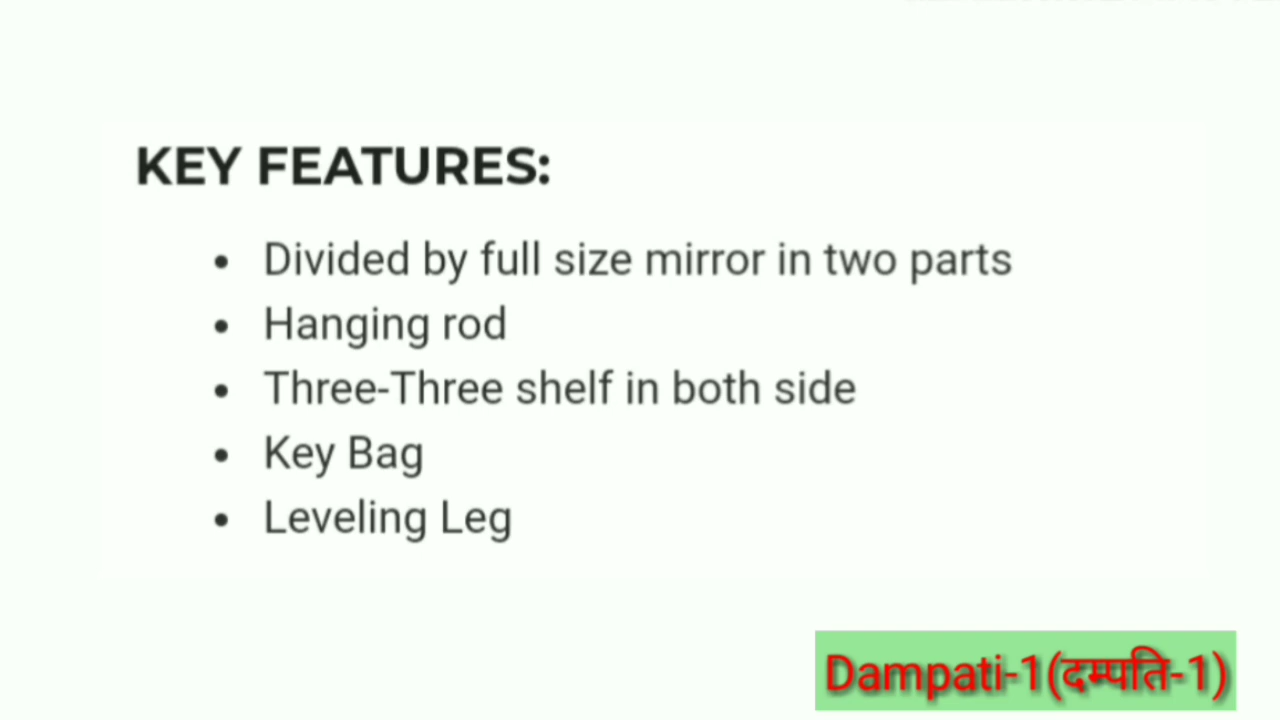 KEY FEATURES:
• Divided by full size mirror in two parts
• Hanging rod
• Three-Three shelf in both side
• Key Bag
• Leveling Leg
Dampati-1(दम्पति-1)